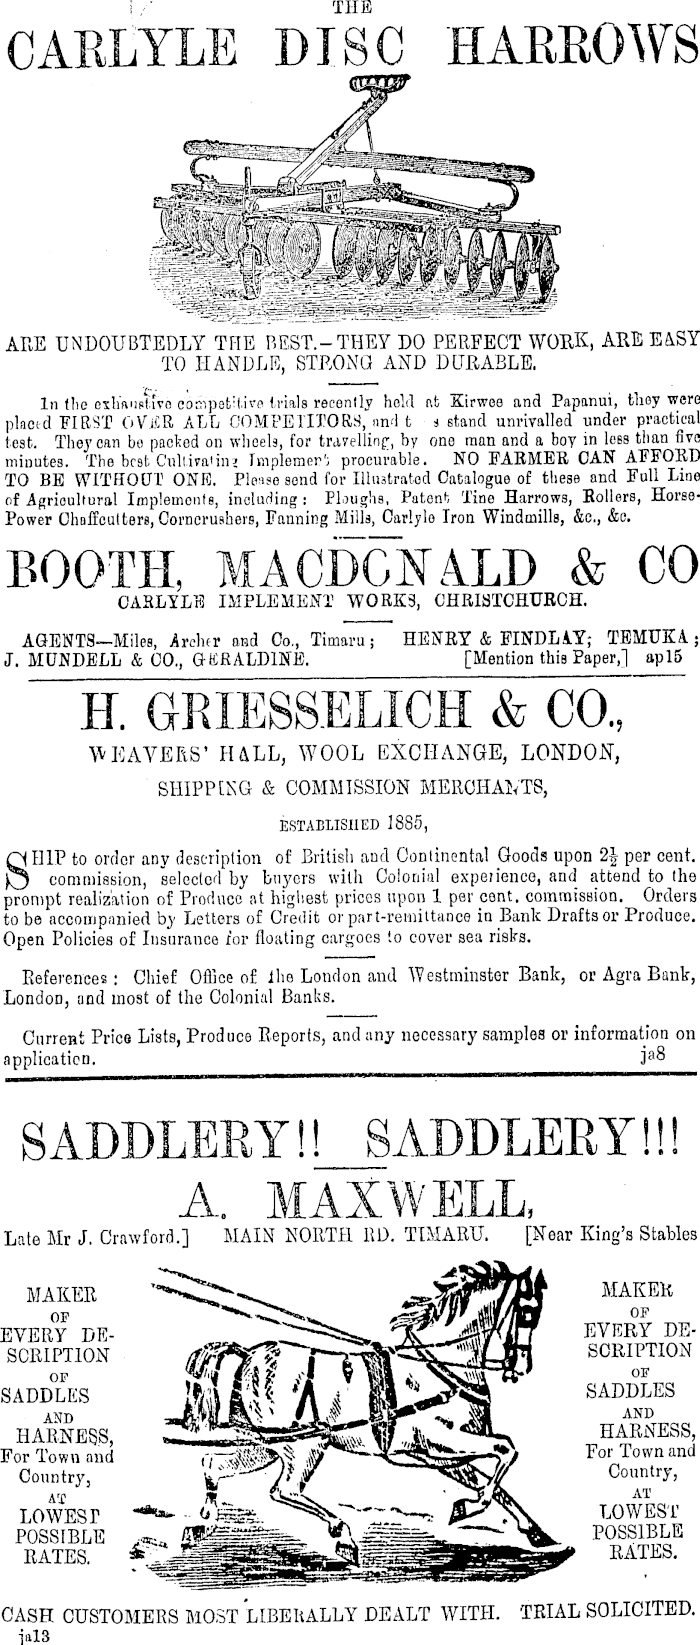 THE
CARLYLE DISC HARROWS
ARE UNDOUBTEDLY THE BEST.—THEY DO PERFECT WORK, ARE EASY
TO HANDLE, STRONG AND DURABLE.
In the exhaustive competitive trials recently held at Kirwee and Papanui, they were
placed FIRST OVER ALL COMPETITORS, and stand unrivalled under practical
test. They can be packed on wheels, for travelling, by one man and a boy in less than five
minutes. The best Cultivating Implement procurable. NO FARMER CAN AFFORD
TO BE WITHOUT ONE. Please send for Illustrated Catalogue of these and Full Line
of Agricultural Implements, including: Ploughs, Patent Tine Harrows, Rollers, Horse-
Power Chaffcutters, Corncrushers, Fanning Mills, Carlyle Iron Windmills, &c., &c.
BOOTH, MACDONALD & CO
CARLYLE IMPLEMENT WORKS, CHRISTCHURCH.
AGENTS—Miles, Archer and Co., Timaru; HENRY & FINDLAY; TEMUKA;
J. MUNDELL & CO., GERALDINE. [Mention this Paper,] ap15
H. GRIESSELICH & CO.,
WEAVERS' HALL, WOOL EXCHANGE, LONDON,
SHIPPING & COMMISSION MERCHANTS,
ESTABLISHED 1885,
SHIP to order any description of British and Continental Goods upon 2½ per cent.
commission, selected by buyers with Colonial experience, and attend to the
prompt realization of Produce at highest prices upon 1 per cent. commission. Orders
to be accompanied by Letters of Credit or part-remittance in Bank Drafts or Produce.
Open Policies of Insurance for floating cargoes to cover sea risks.
References: Chief Office of the London and Westminster Bank, or Agra Bank,
London, and most of the Colonial Banks.
Current Price Lists, Produce Reports, and any necessary samples or information on
application. ja8
SADDLERY!! SADDLERY!!!
A. MAXWELL,
Late Mr J. Crawford.] MAIN NORTH RD. TIMARU. [Near King's Stables
MAKER
OF
EVERY DE-
SCRIPTION
OF
SADDLES
AND
HARNESS,
For Town and
Country,
AT
LOWEST
POSSIBLE
RATES.
MAKER
OF
EVERY DE-
SCRIPTION
OF
SADDLES
AND
HARNESS,
For Town and
Country,
AT
LOWEST
POSSIBLE
RATES.
CASH CUSTOMERS MOST LIBERALLY DEALT WITH. TRIAL SOLICITED.
ja13